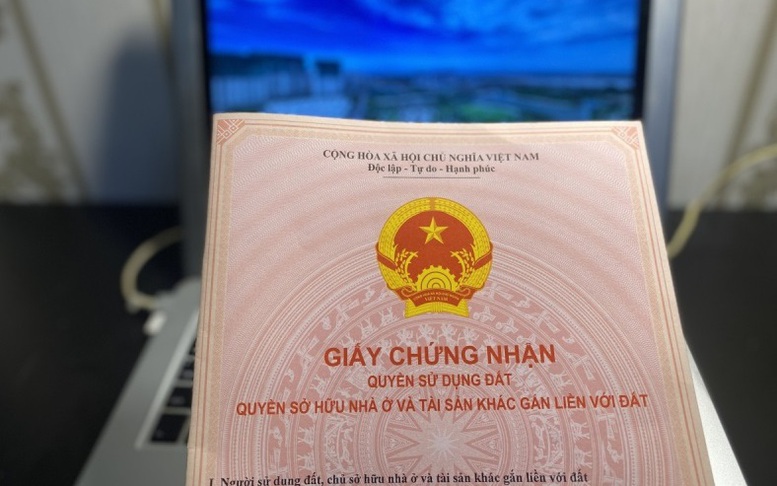 CỘNG HÒA XÃ HỘI CHỦ NGHĨA VIỆT NAM
Độc lập - Tự do - Hạnh phúc
VIỆT NAM
GIẤY CHỨNG NHẬN
QUYỀN SỬ DỤNG ĐẤT
QUYỀN SỞ HỮU NHÀ Ở VÀ TÀI SẢN KHÁC GẮN LIỀN VỚI ĐẤT
I. Người sử dụng đất, chủ sở hữu nhà ở và tài sản khác gắn liền với đất